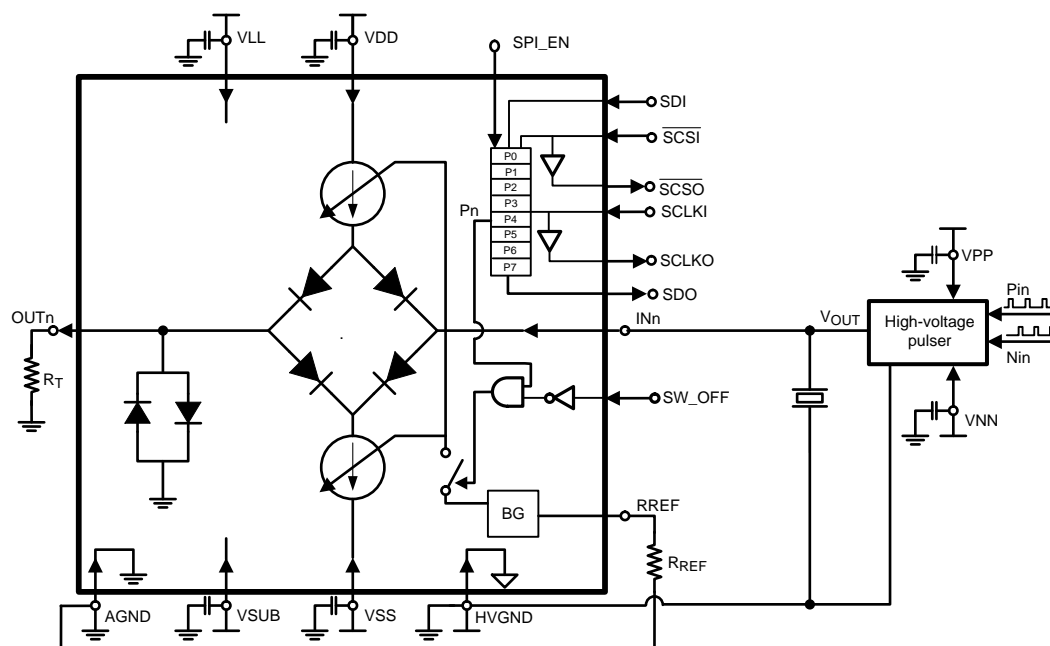 VLL
VDD
SPI_EN
SDI
SCSI
P0
P1
P2
P3
P4
P5
P6
P7
Pn
SCSO
SCLKI
SCLKO
SDO
VPP
Pin
OUTn
INn
VOUT
High-voltage
pulser
Nin
RT
SW_OFF
VNN
BG
RREF
RREF
AGND
VSUB
VSS
HVGND